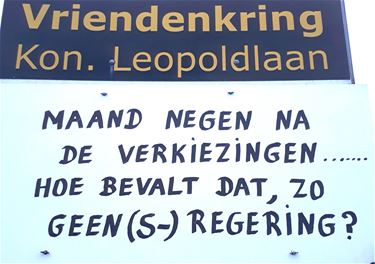 Vriendenkring
Kon. Leopoldlaan
MAAND NEGEN NA
DE VERKIEZINGEN.......
HOE BEVALT DAT, ZO
GEEN (S-) REGERING?